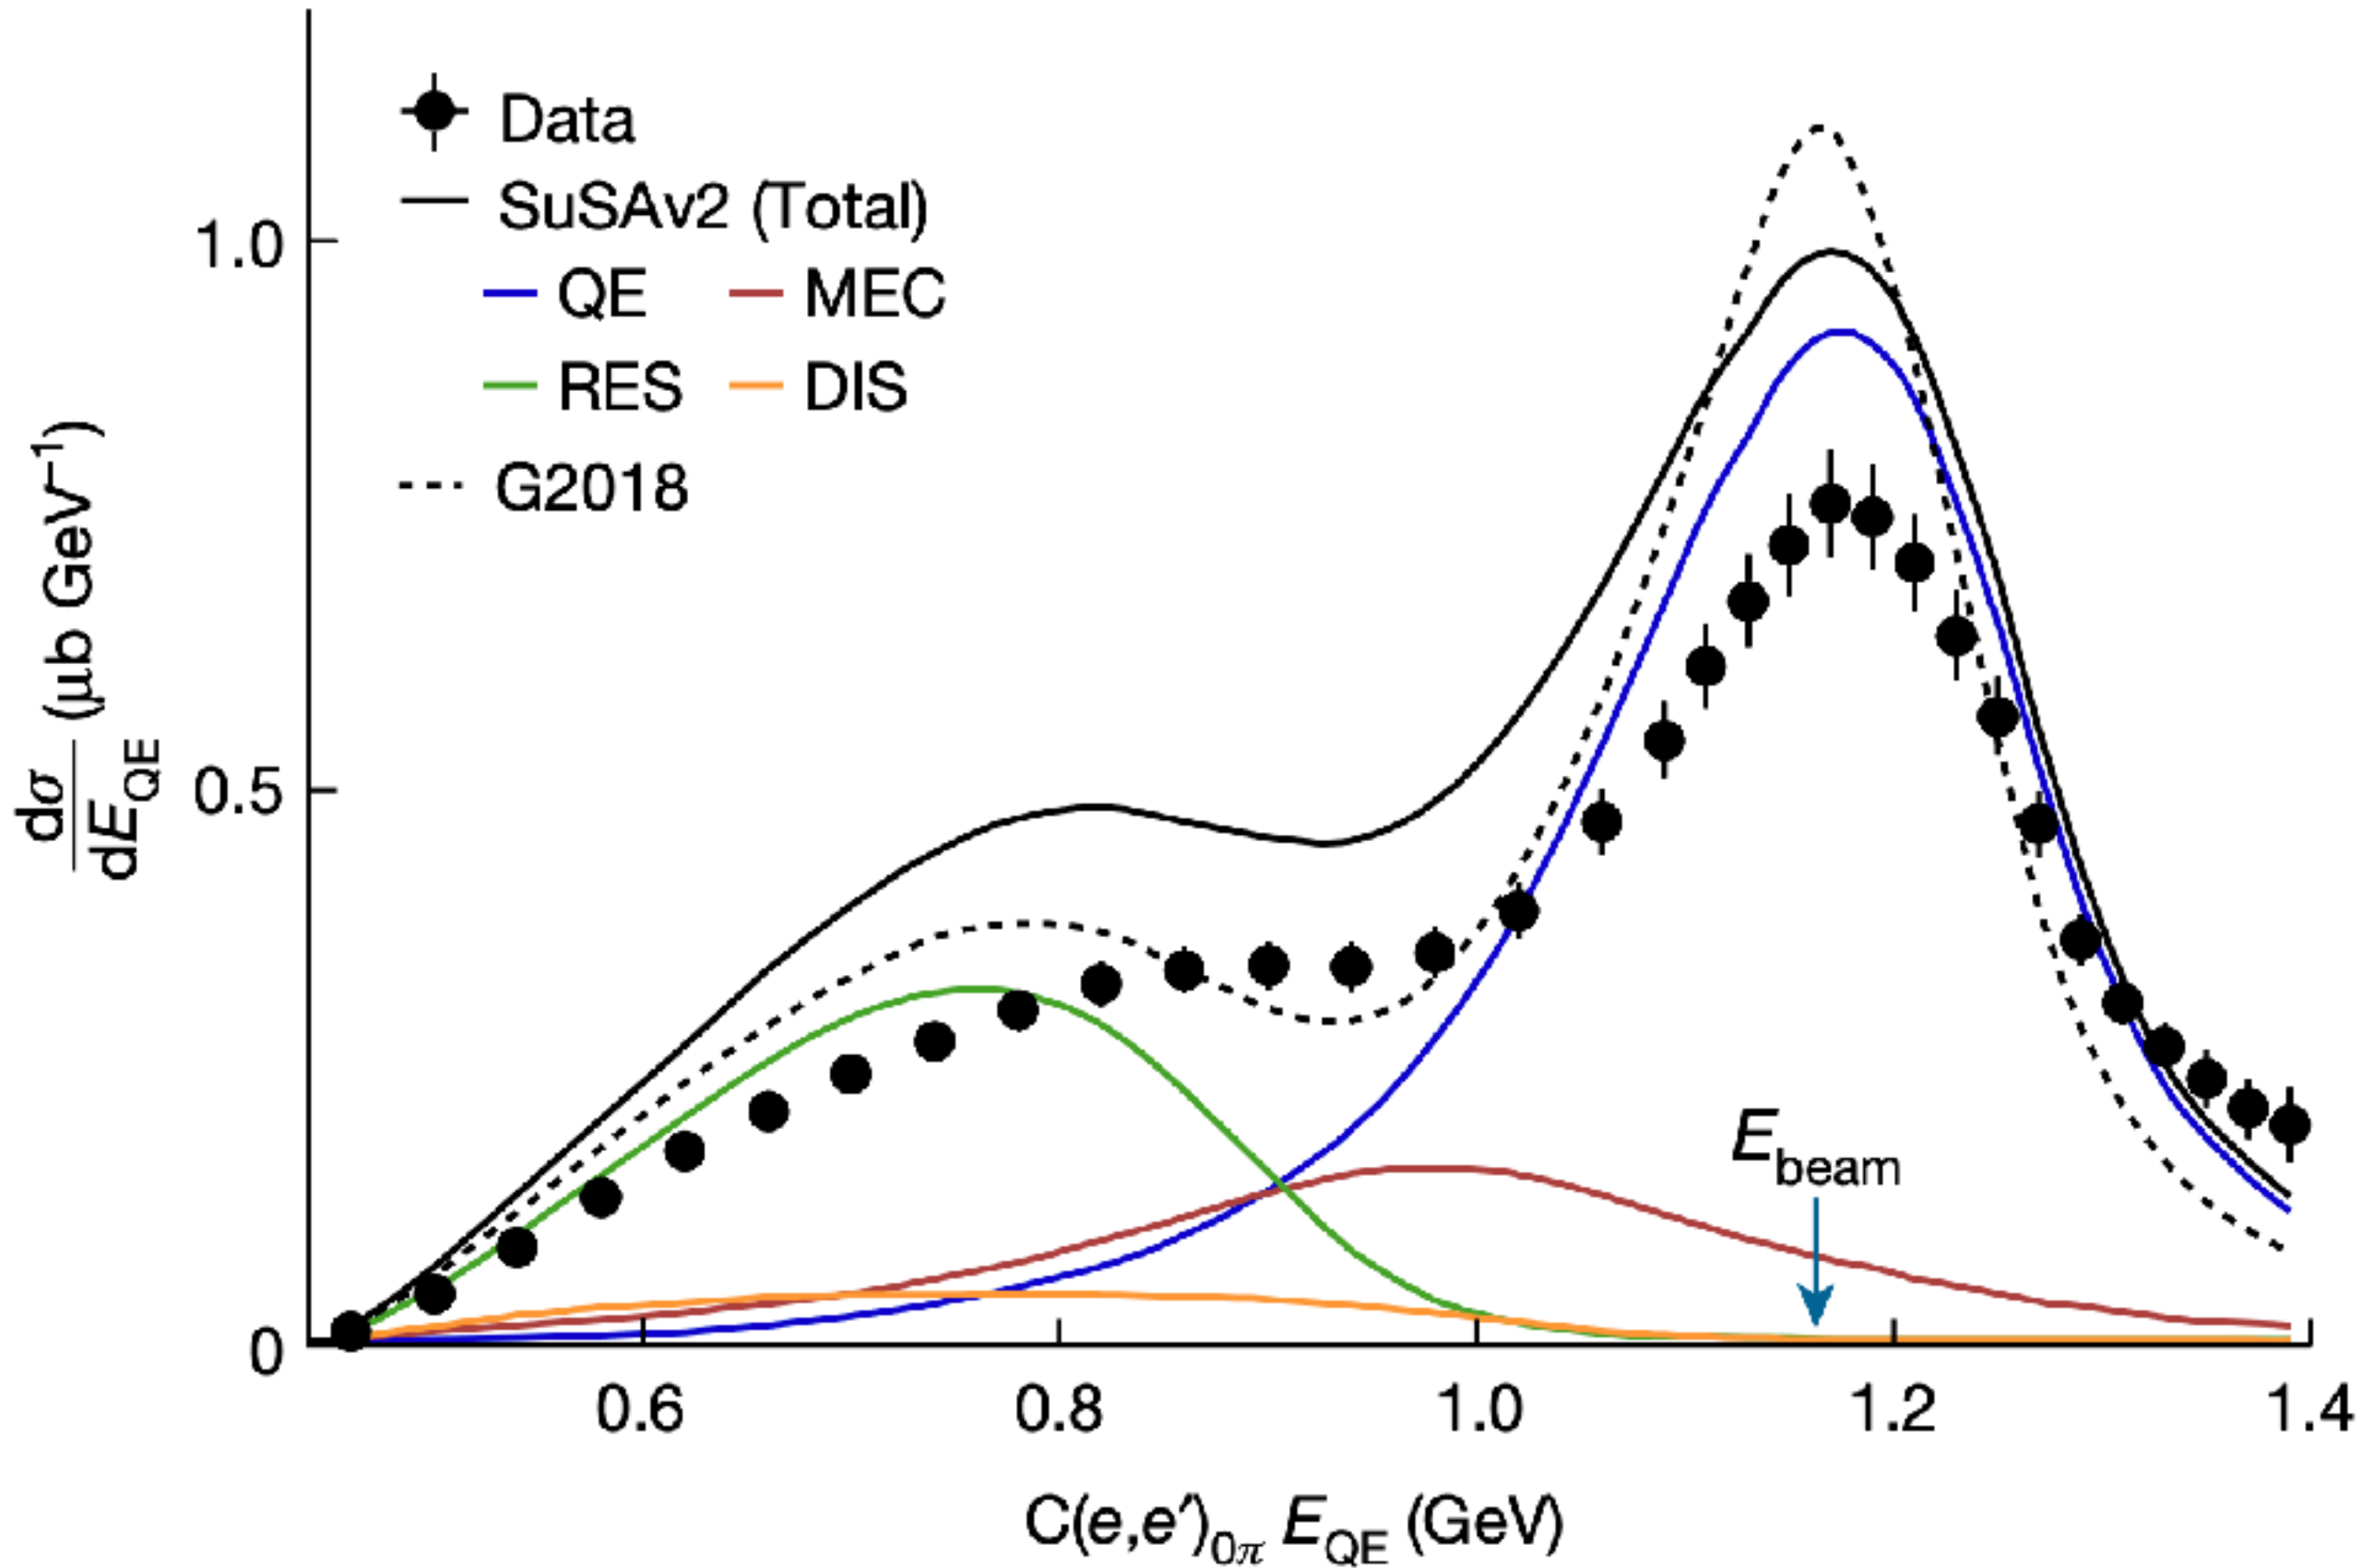 Data
SuSAv2 (Total)
QE MEC
RES DIS
G2018
1.0
0.5
0
dσ
dE_QE (μb GeV⁻¹)
E_beam
0.6 0.8 1.0 1.2 1.4
C(e,e′)_0π E_QE (GeV)